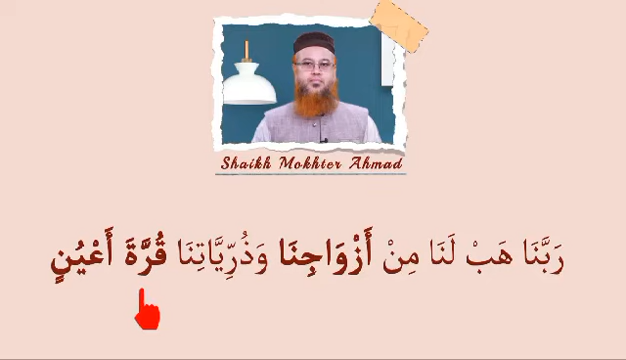 Shaikh Mokhter Ahmad
رَبَّنَا هَبْ لَنَا مِنْ أَزْوَاجِنَا وَذُرِّيَّاتِنَا قُرَّةَ أَعْيُنٍ